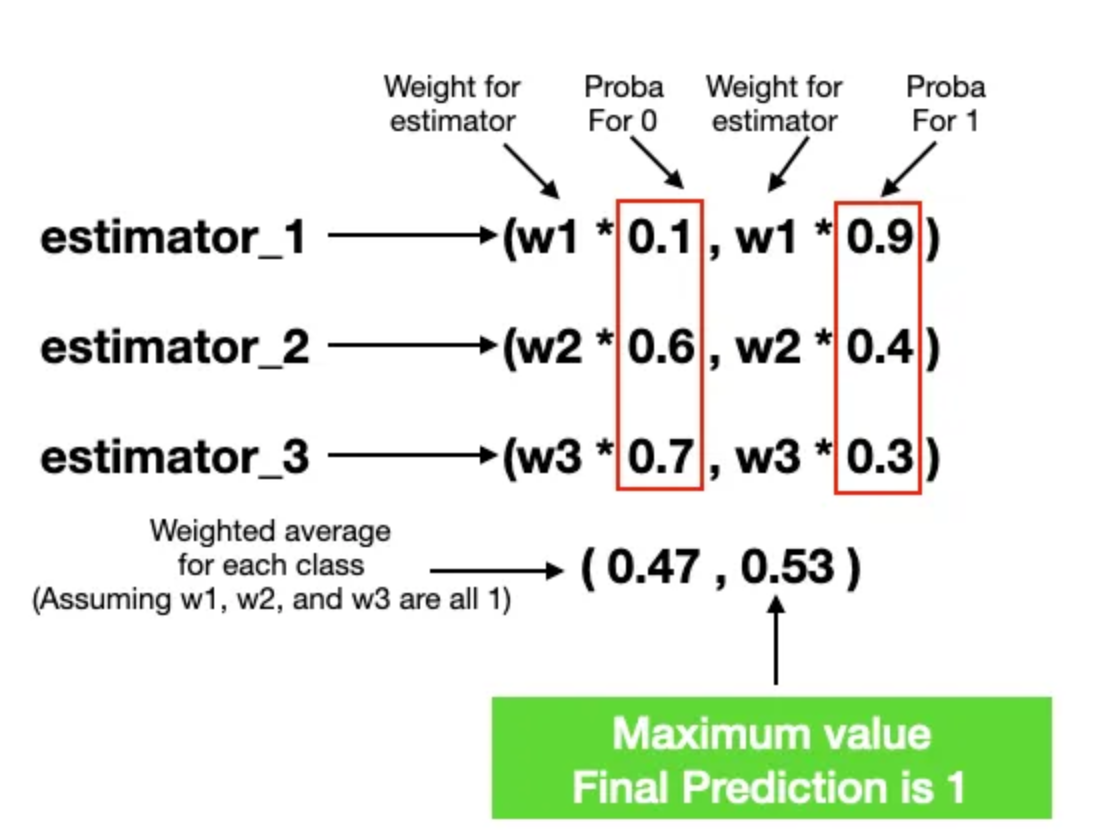 Weight for
estimator
Proba
For 0
Weight for
estimator
Proba
For 1
estimator_1 (w1 * 0.1 , w1 * 0.9 )
estimator_2 (w2 * 0.6 , w2 * 0.4 )
estimator_3 (w3 * 0.7 , w3 * 0.3 )
Weighted average
for each class
(Assuming w1, w2, and w3 are all 1)
( 0.47 , 0.53 )
Maximum value
Final Prediction is 1